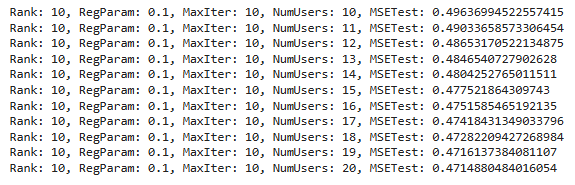 Rank: 10, RegParam: 0.1, MaxIter: 10, NumUsers: 10, MSETest: 0.49636994522557415
Rank: 10, RegParam: 0.1, MaxIter: 10, NumUsers: 11, MSETest: 0.49033658573306454
Rank: 10, RegParam: 0.1, MaxIter: 10, NumUsers: 12, MSETest: 0.48653170522134875
Rank: 10, RegParam: 0.1, MaxIter: 10, NumUsers: 13, MSETest: 0.4846540727902628
Rank: 10, RegParam: 0.1, MaxIter: 10, NumUsers: 14, MSETest: 0.4804252765011511
Rank: 10, RegParam: 0.1, MaxIter: 10, NumUsers: 15, MSETest: 0.477521864309743
Rank: 10, RegParam: 0.1, MaxIter: 10, NumUsers: 16, MSETest: 0.4751585465192135
Rank: 10, RegParam: 0.1, MaxIter: 10, NumUsers: 17, MSETest: 0.47418431349033796
Rank: 10, RegParam: 0.1, MaxIter: 10, NumUsers: 18, MSETest: 0.47282209427268984
Rank: 10, RegParam: 0.1, MaxIter: 10, NumUsers: 19, MSETest: 0.4716137384081107
Rank: 10, RegParam: 0.1, MaxIter: 10, NumUsers: 20, MSETest: 0.4714880484016054